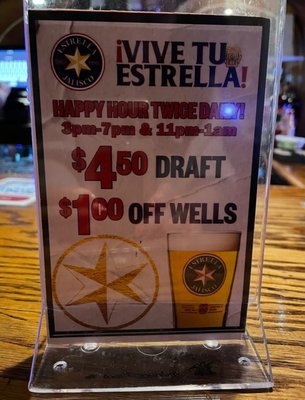 ESTRELLA
JALISCO
¡VIVE TU
ESTRELLA!
HAPPY HOUR TWICE DAILY!
3pm-7pm & 11pm-1am
$4.50 DRAFT
$1.00 OFF WELLS
ESTRELLA
JALISCO